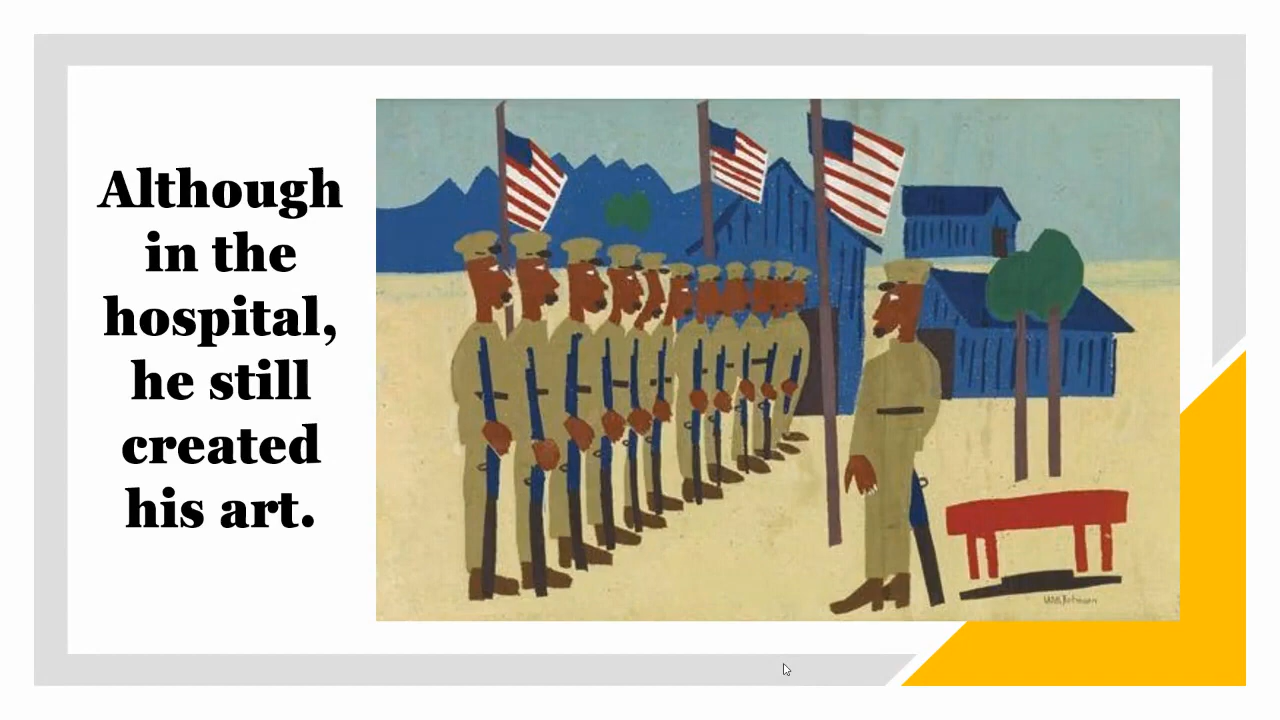 Although
in the
hospital,
he still
created
his art.